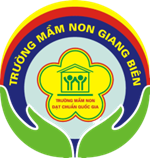 TRƯỜNG MẦM NON GIANG BIÊN
TRƯỜNG MẦM NON
ĐẠT CHUẨN QUỐC GIA